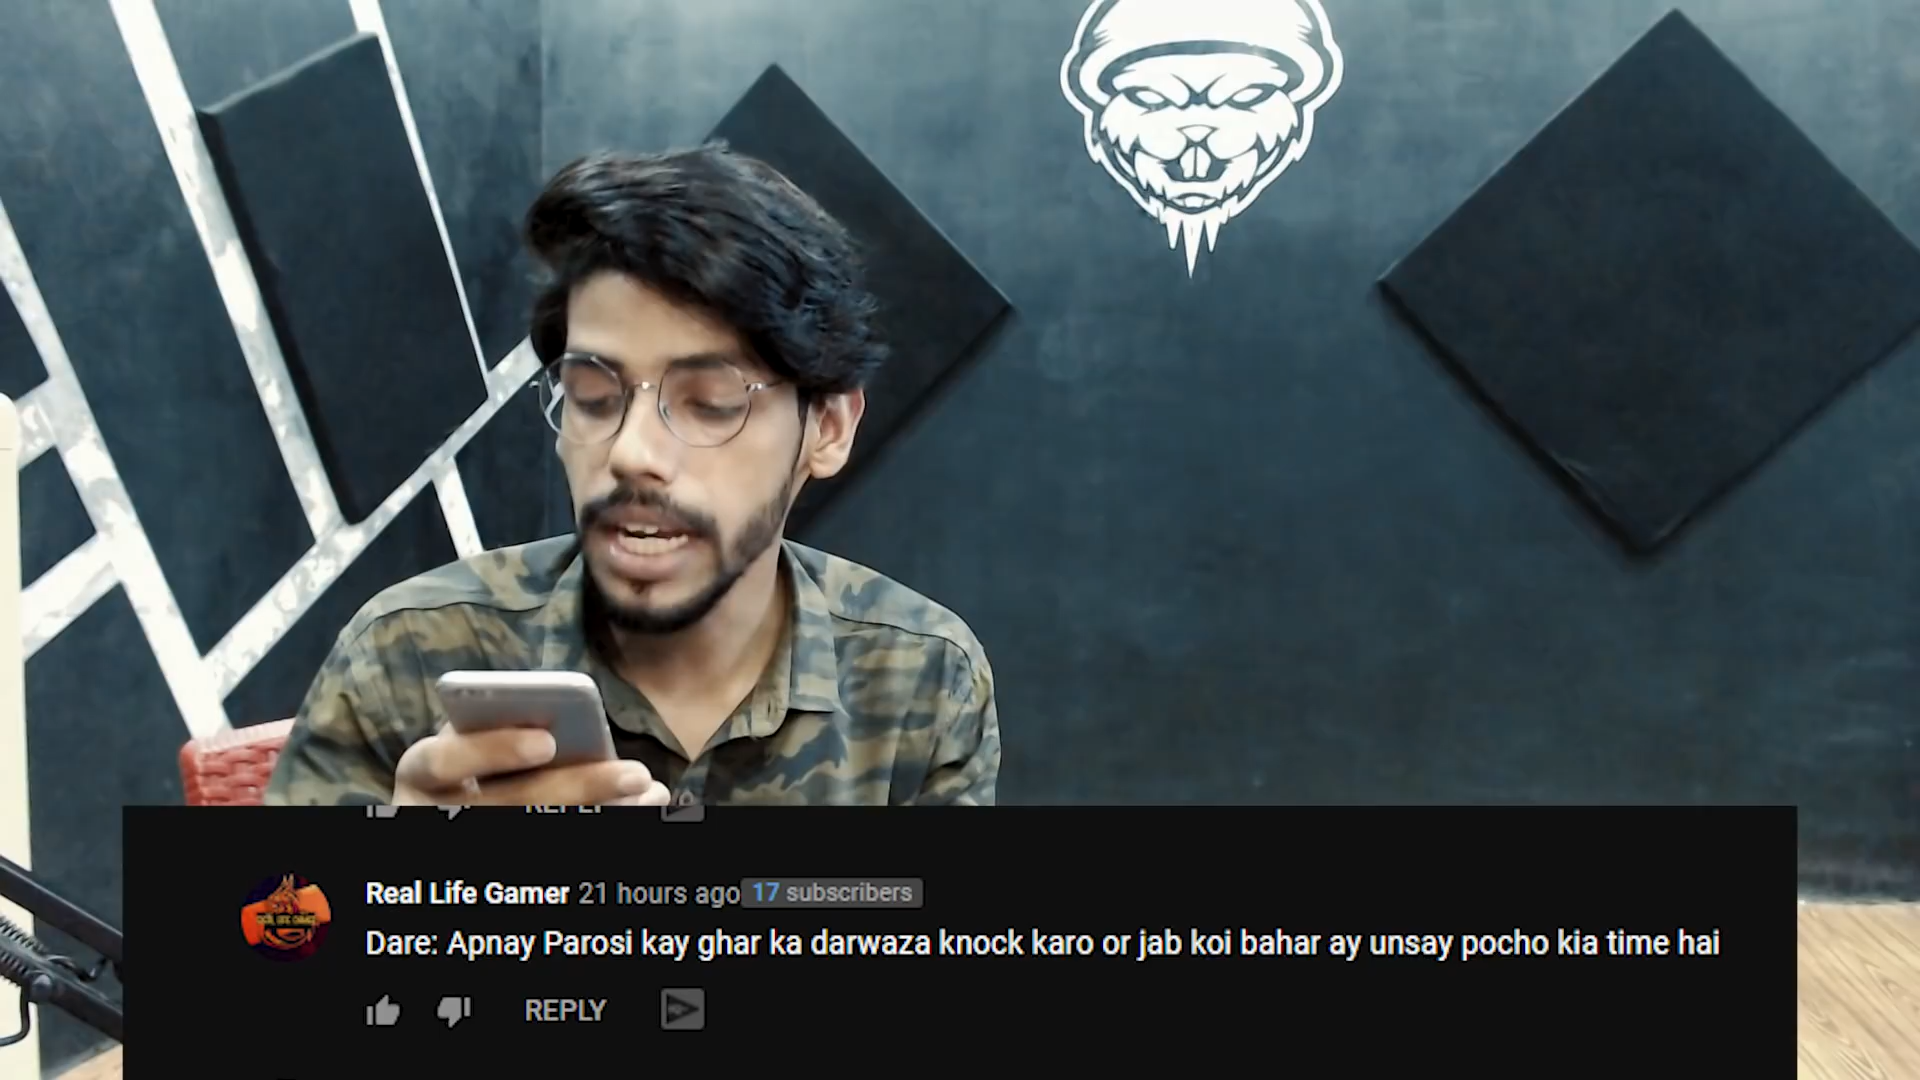 REPLY
Real Life Gamer 21 hours ago 17 subscribers
Dare: Apnay Parosi kay ghar ka darwaza knock karo or jab koi bahar ay unsay pocho kia time hai
REPLY